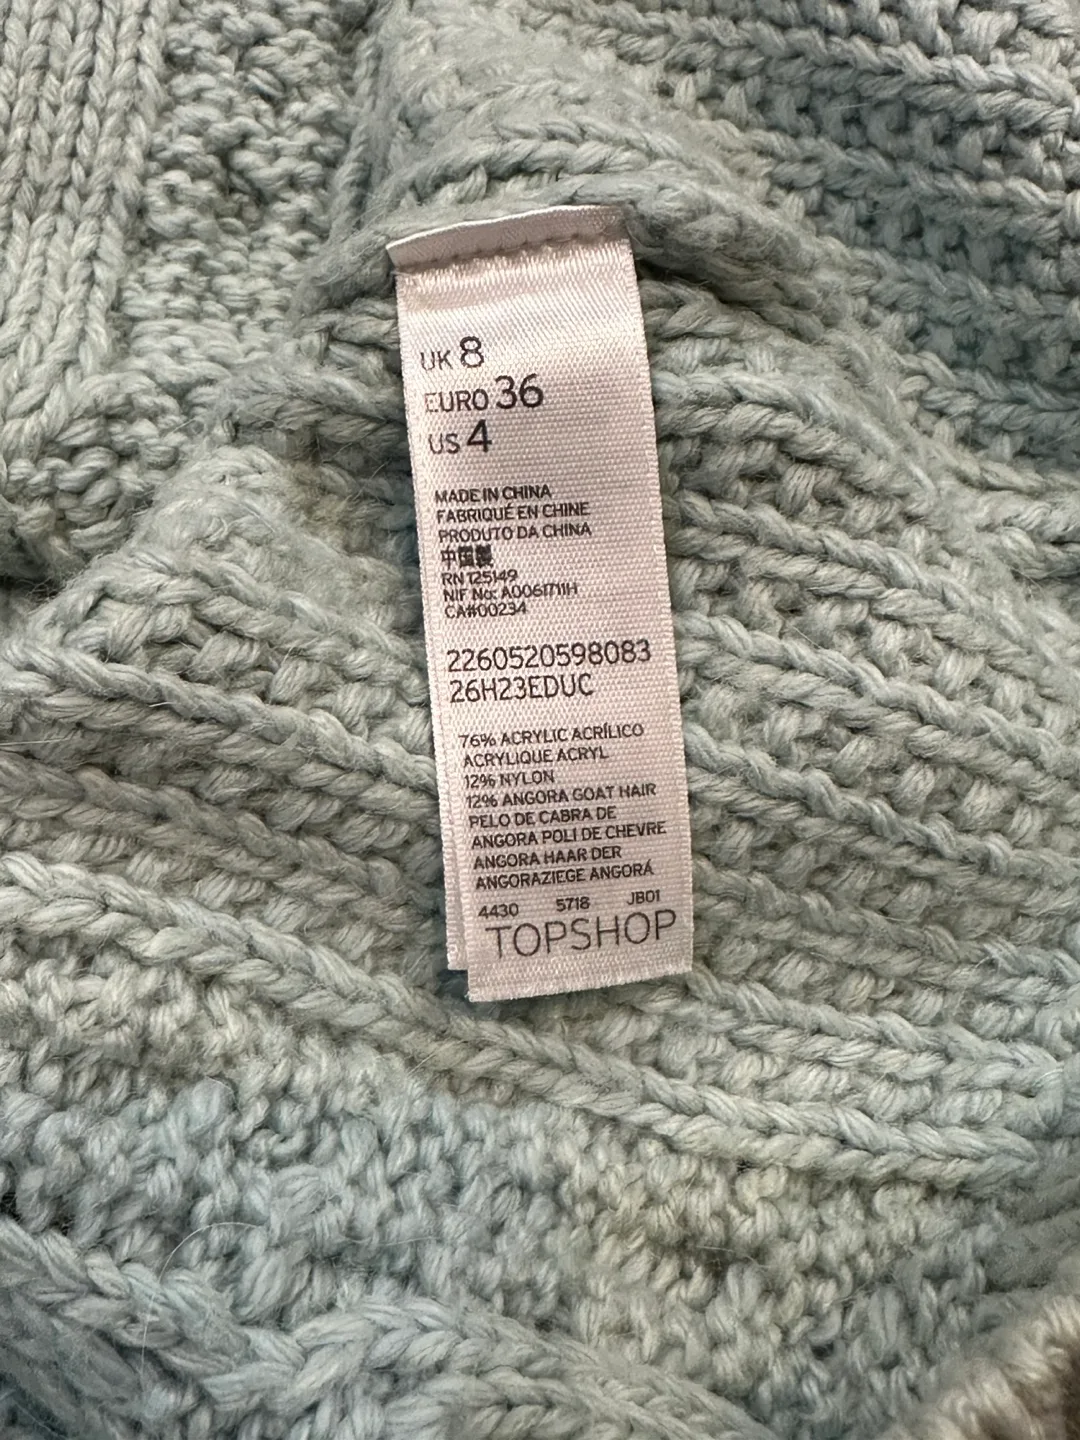 UK 8
EURO 36
US 4
MADE IN CHINA
FABRIQUÉ EN CHINE
PRODUTO DA CHINA
中国製
RN 125149
NIF No: A0061711H
CA#00234
2260520598083
26H23EDUC
76% ACRYLIC ACRÍLICO
ACRYLIQUE ACRYL
12% NYLON
12% ANGORA GOAT HAIR
PELO DE CABRA DE
ANGORA POLI DE CHEVRE
ANGORA HAAR DER
ANGORAZIEGE ANGORÁ
4430 5718 JB01
TOPSHOP